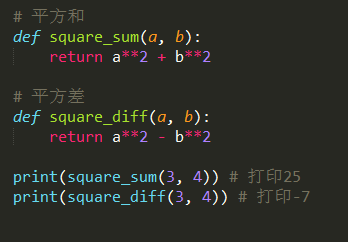 # 平方和
def square_sum(a, b):
    return a**2 + b**2
# 平方差
def square_diff(a, b):
    return a**2 - b**2
print(square_sum(3, 4)) # 打印25
print(square_diff(3, 4)) # 打印-7